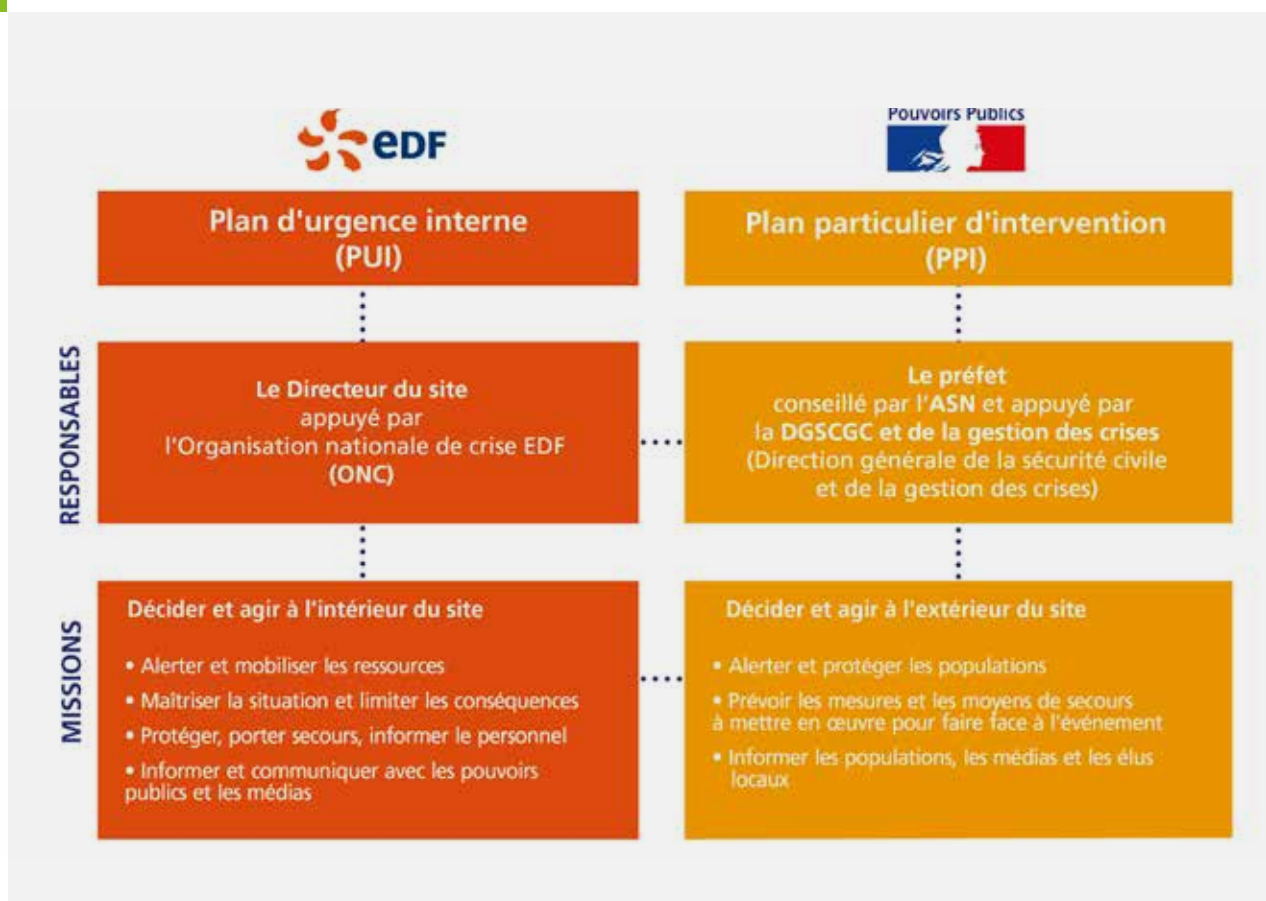 eDF
Pouvoirs Publics
Plan d'urgence interne
(PUI)
Plan particulier d'intervention
(PPI)
RESPONSABLES
Le Directeur du site
appuyé par
l'Organisation nationale de crise EDF
(ONC)
Le préfet
conseillé par l'ASN et appuyé par
la DGSCGC et de la gestion des crises
(Direction générale de la sécurité civile
et de la gestion des crises)
MISSIONS
Décider et agir à l'intérieur du site
• Alerter et mobiliser les ressources
• Maîtriser la situation et limiter les conséquences
• Protéger, porter secours, informer le personnel
• Informer et communiquer avec les pouvoirs
publics et les médias
Décider et agir à l'extérieur du site
• Alerter et protéger les populations
• Prévoir les mesures et les moyens de secours
à mettre en œuvre pour faire face à l'événement
• Informer les populations, les médias et les élus
locaux